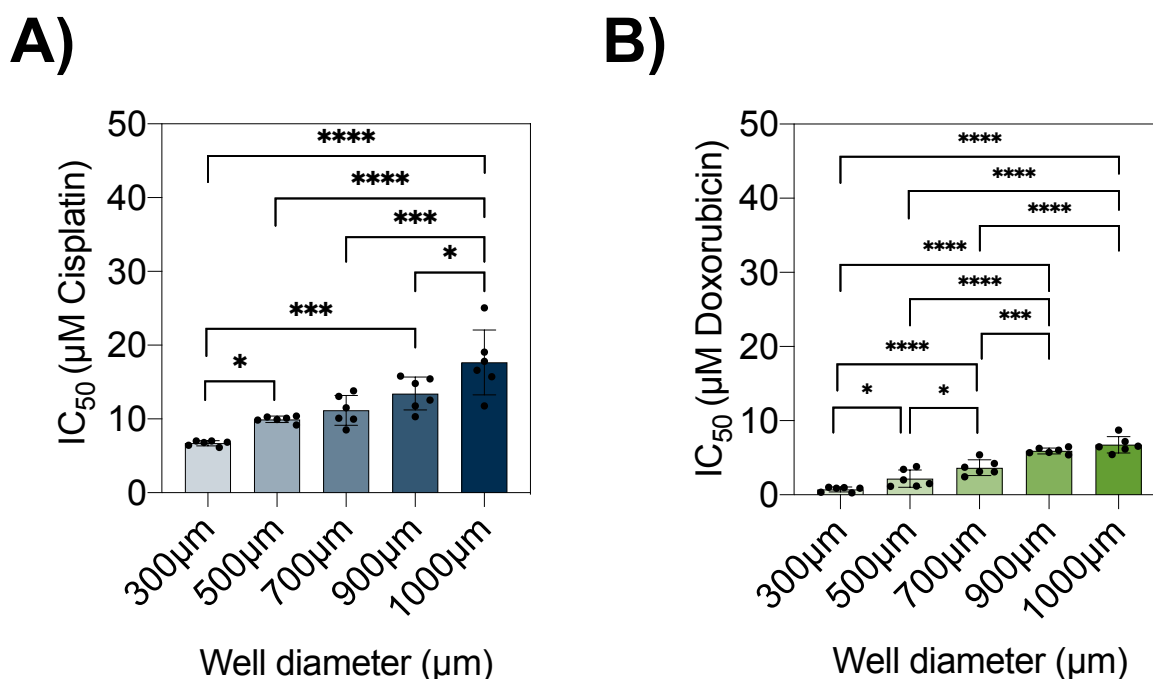 A)
IC50 (µM Cisplatin)
50
40
30
20
10
0
****
****
***
*
***
*
300µm
500µm
700µm
900µm
1000µm
Well diameter (µm)
B)
IC50 (µM Doxorubicin)
50
40
30
20
10
0
****
****
****
****
****
***
****
*
*
300µm
500µm
700µm
900µm
1000µm
Well diameter (µm)